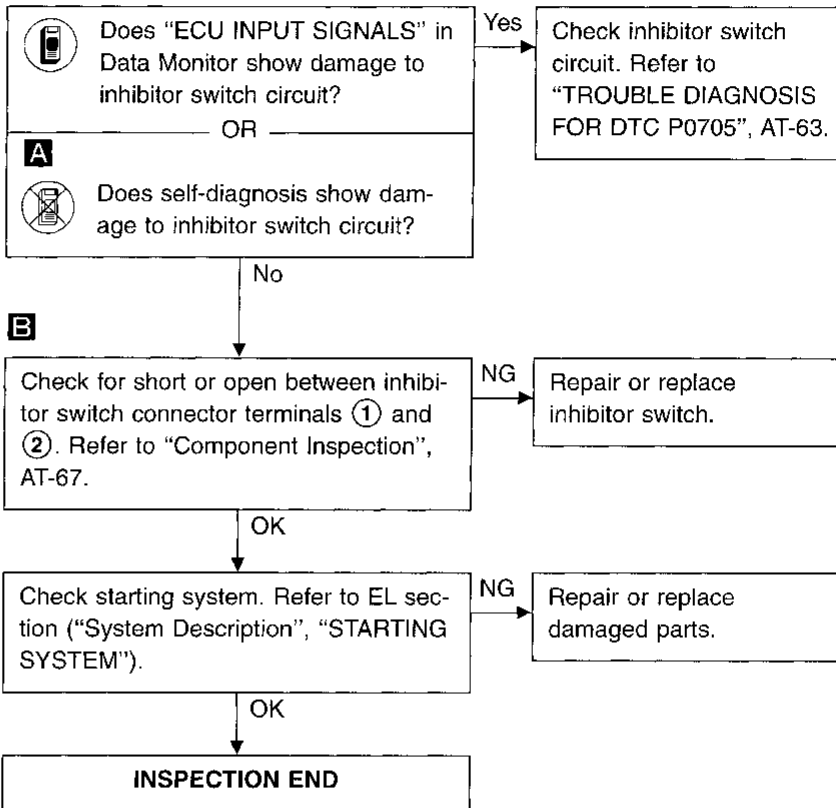 Does “ECU INPUT SIGNALS” in
Data Monitor show damage to
inhibitor switch circuit?
Yes
Check inhibitor switch
circuit. Refer to
“TROUBLE DIAGNOSIS
FOR DTC P0705”, AT-63.
OR
A
Does self-diagnosis show dam-
age to inhibitor switch circuit?
No
B
Check for short or open between inhibi-
tor switch connector terminals ① and
②. Refer to “Component Inspection”,
AT-67.
NG
Repair or replace
inhibitor switch.
OK
Check starting system. Refer to EL sec-
tion (“System Description”, “STARTING
SYSTEM”).
NG
Repair or replace
damaged parts.
OK
INSPECTION END